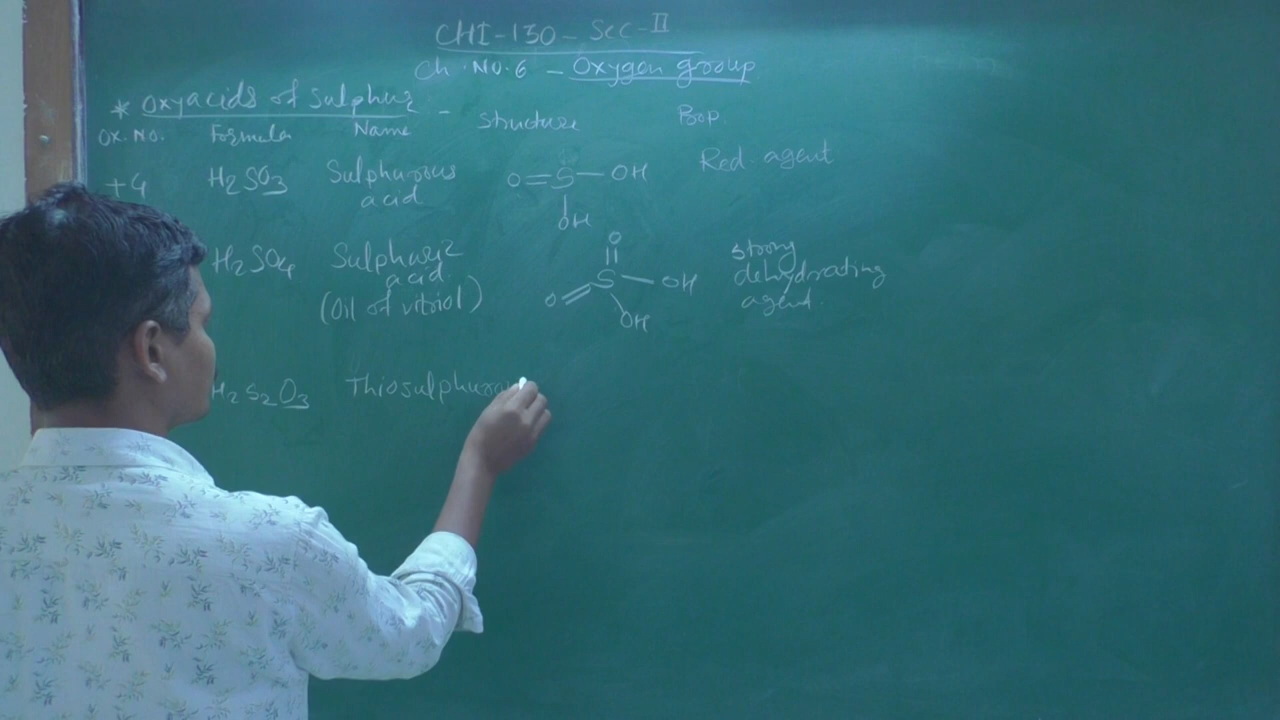 CHI-130-Sec-II
Ch.No.6 - Oxygen group
* Oxyacids of Sulphur - structure Prop.
Ox. No. Formula Name
+4 H2SO3 Sulphurous acid O=S-OH OH Red agent
H2SO4 Sulphuric acid (Oil of vitriol) O O S OH OH strong dehydrating agent.
H2S2O3 Thiosulphurou